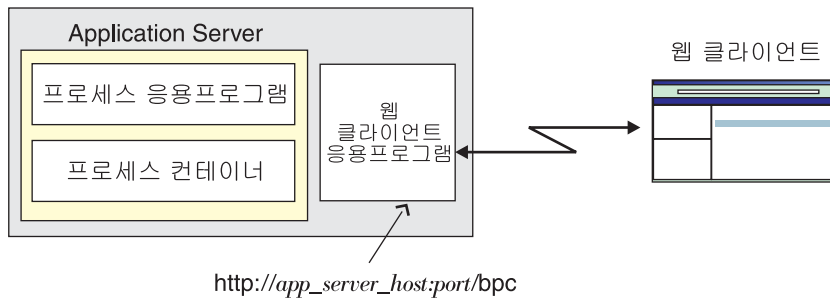 Application Server
프로세스 응용프로그램
프로세스 컨테이너
웹
클라이언트
응용프로그램
웹 클라이언트
http://app_server_host:port/bpc